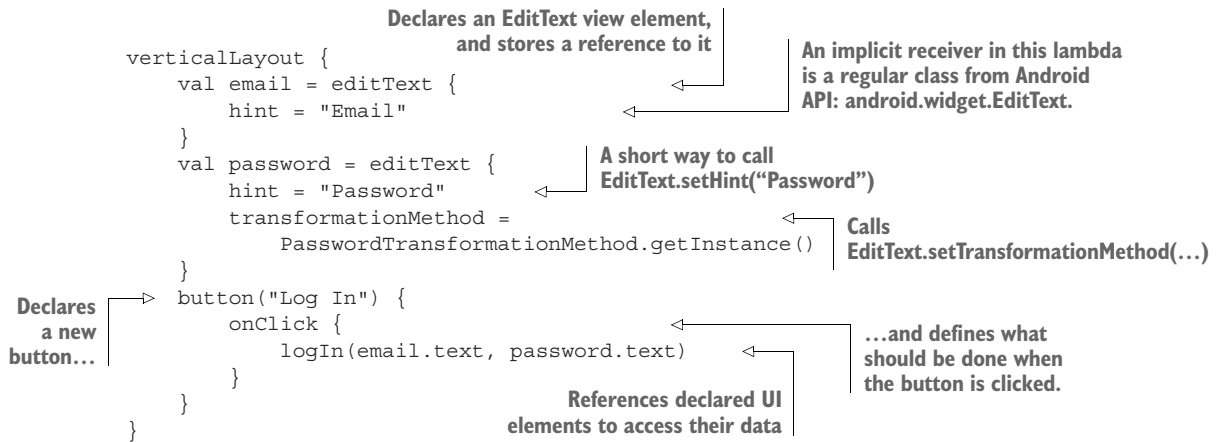 Declares an EditText view element,
and stores a reference to it
verticalLayout {
val email = editText {
An implicit receiver in this lambda
is a regular class from Android
API: android.widget.EditText.
hint = "Email"
}
val password = editText {
A short way to call
EditText.setHint(“Password”)
hint = "Password"
transformationMethod =
PasswordTransformationMethod.getInstance()
Calls
EditText.setTransformationMethod(…)
}
Declares
a new
button…
button("Log In") {
onClick {
…and defines what
should be done when
the button is clicked.
logIn(email.text, password.text)
References declared UI
elements to access their data
}
}
}